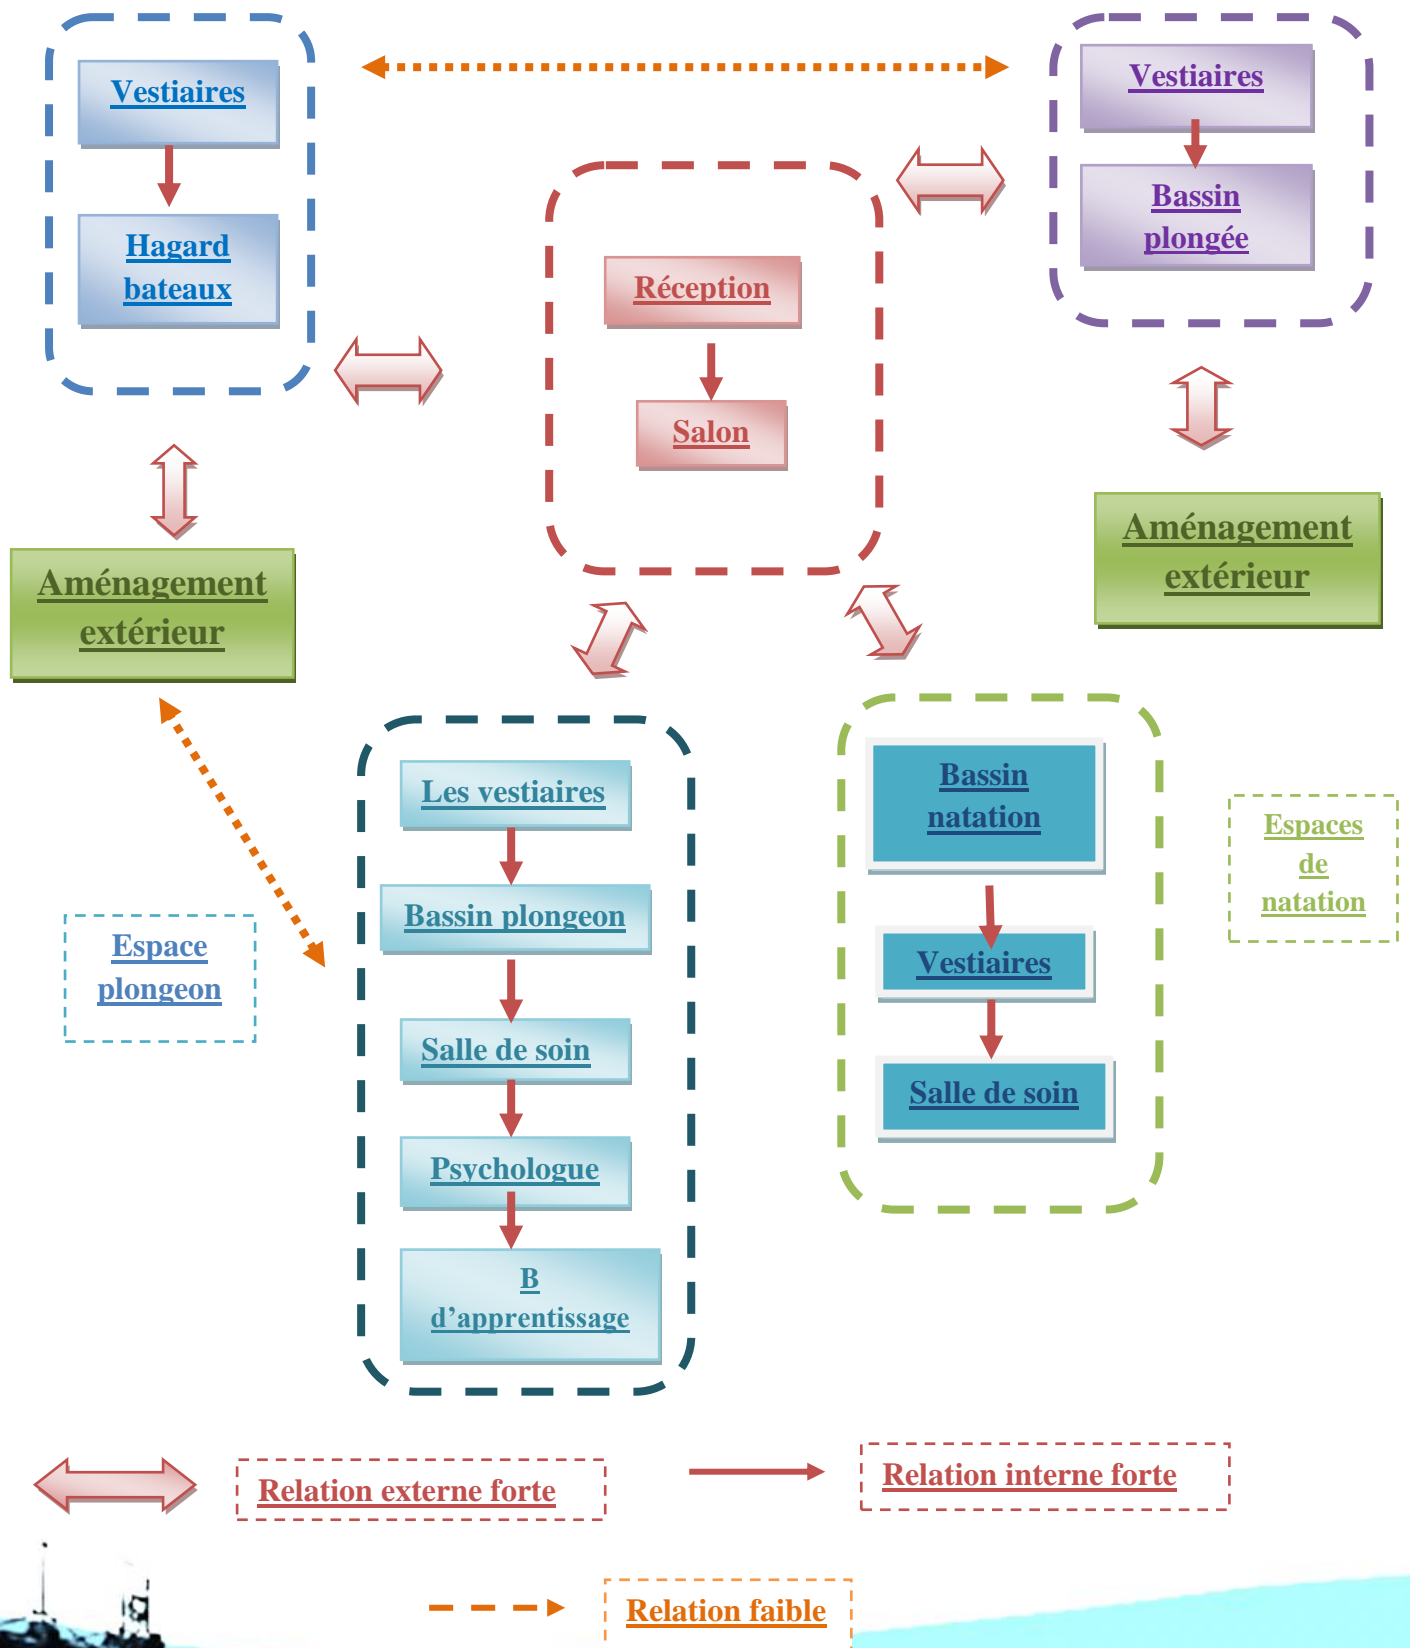 Vestiaires
Hagard
bateaux
Vestiaires
Bassin
plongée
Réception
Salon
Aménagement
extérieur
Aménagement
extérieur
Les vestiaires
Bassin plongeon
Salle de soin
Psychologue
B
d’apprentissage
Bassin
natation
Vestiaires
Salle de soin
Espaces
de
natation
Espace
plongeon
Relation externe forte
Relation interne forte
Relation faible